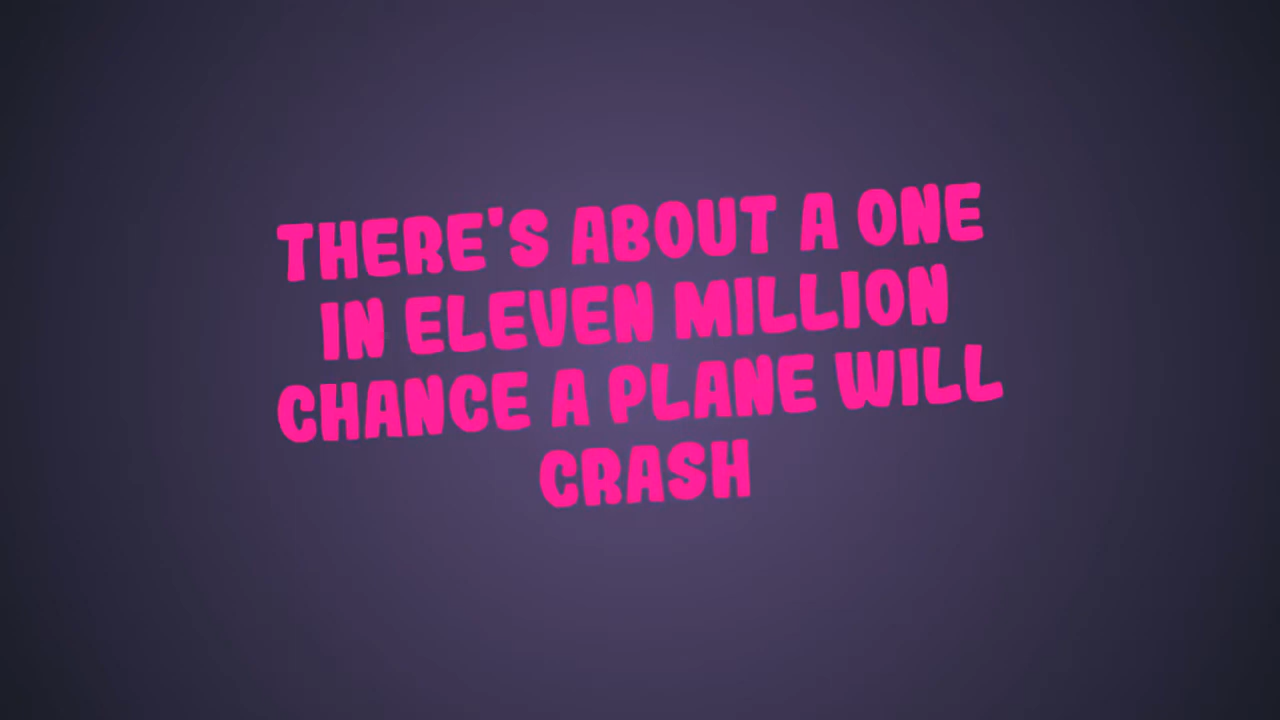 THERE'S ABOUT A ONE
IN ELEVEN MILLION
CHANCE A PLANE WILL
CRASH